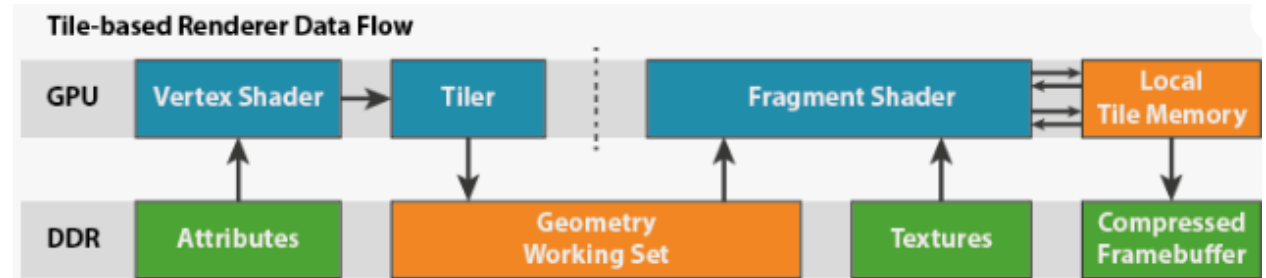 Tile-based Renderer Data Flow
GPU
Vertex Shader
Tiler
Fragment Shader
Local
Tile Memory
DDR
Attributes
Geometry
Working Set
Textures
Compressed
Framebuffer